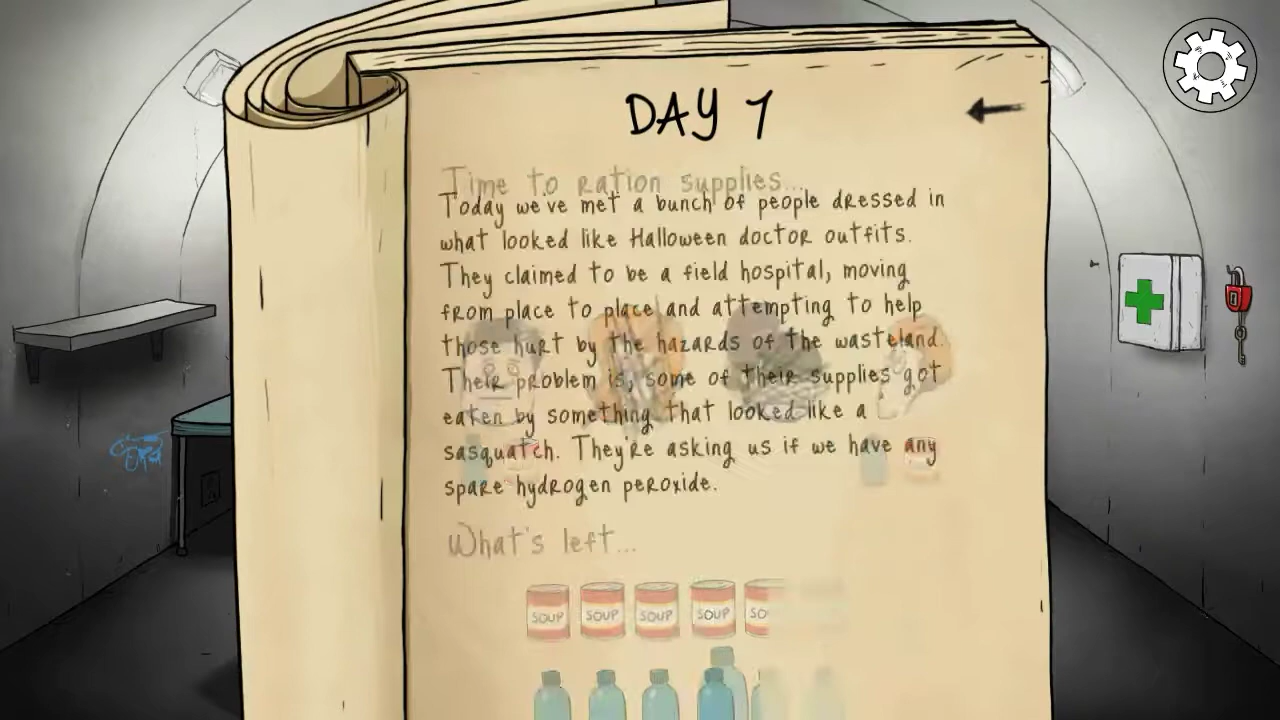 DAY 7
Time to ration supplies...
Today we've met a bunch of people dressed in
what looked like Halloween doctor outfits.
They claimed to be a field hospital, moving
from place to place and attempting to help
those hurt by the hazards of the wasteland.
Their problem is, some of their supplies got
eaten by something that looked like a
sasquatch. They're asking us if we have any
spare hydrogen peroxide.
What's left...
SOUP SOUP SOUP SOUP SO